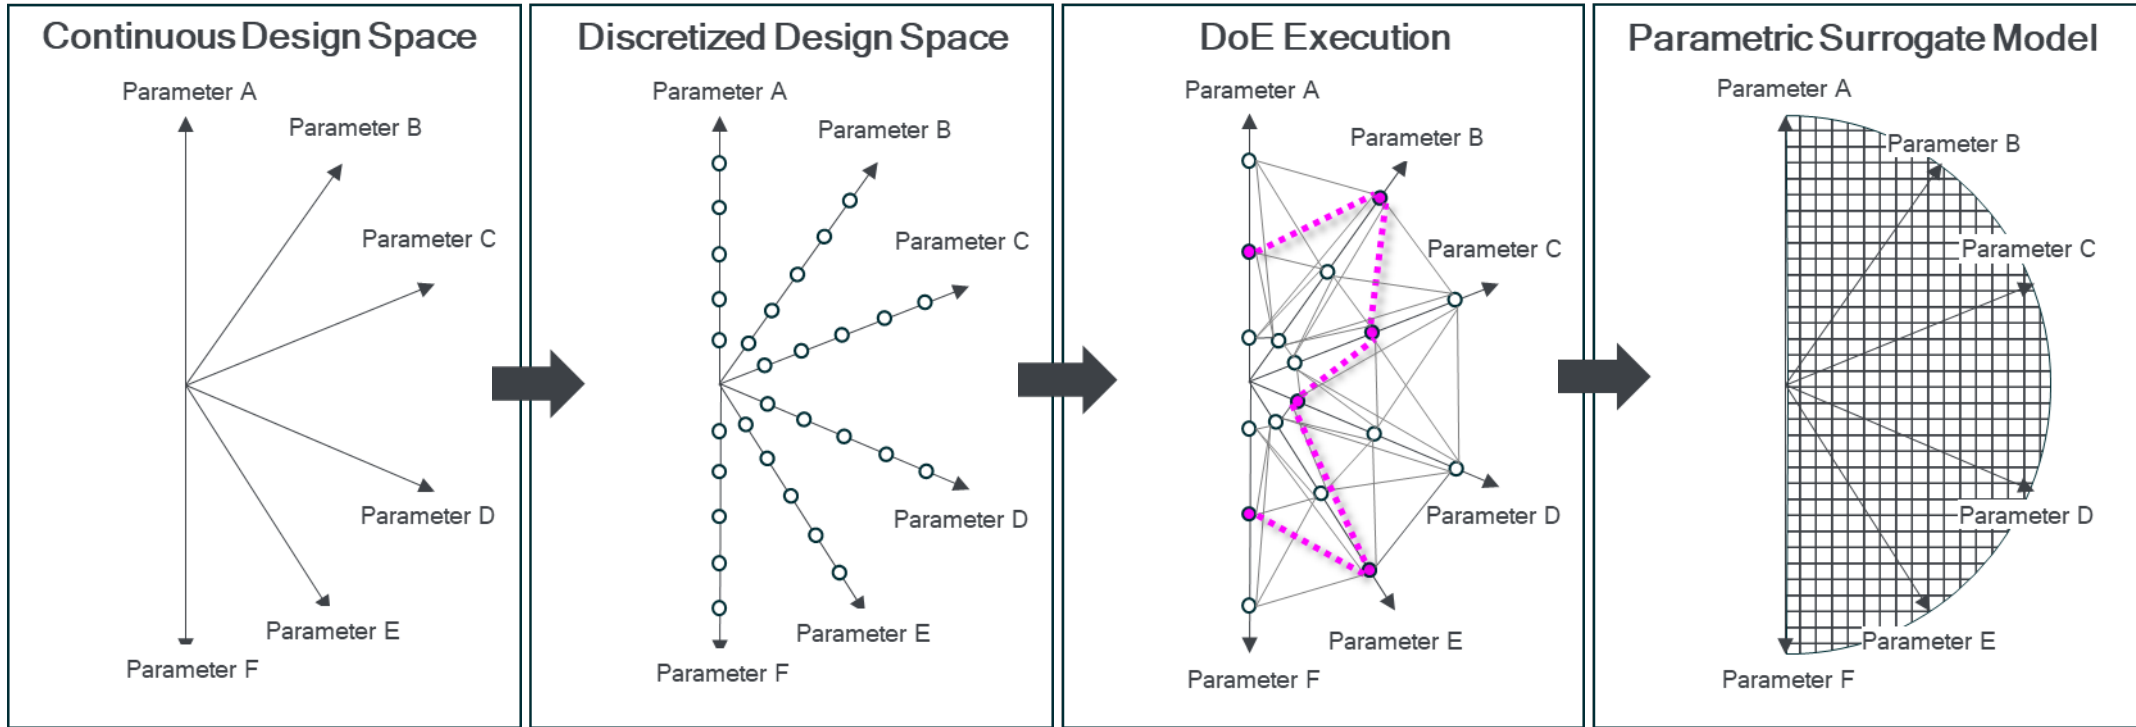 Continuous Design Space
Parameter A
Parameter B
Parameter C
Parameter D
Parameter E
Parameter F
Discretized Design Space
Parameter A
Parameter B
Parameter C
Parameter D
Parameter E
Parameter F
DoE Execution
Parameter A
Parameter B
Parameter C
Parameter D
Parameter E
Parameter F
Parametric Surrogate Model
Parameter A
Parameter B
Parameter C
Parameter D
Parameter E
Parameter F